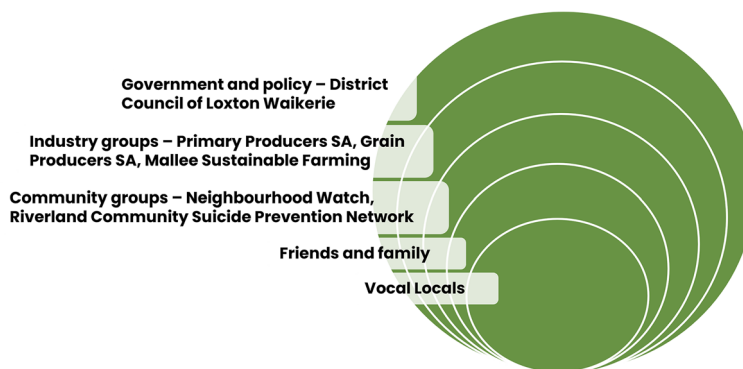 Government and policy – District
Council of Loxton Waikerie
Industry groups – Primary Producers SA, Grain
Producers SA, Mallee Sustainable Farming
Community groups – Neighbourhood Watch,
Riverland Community Suicide Prevention Network
Friends and family
Vocal Locals